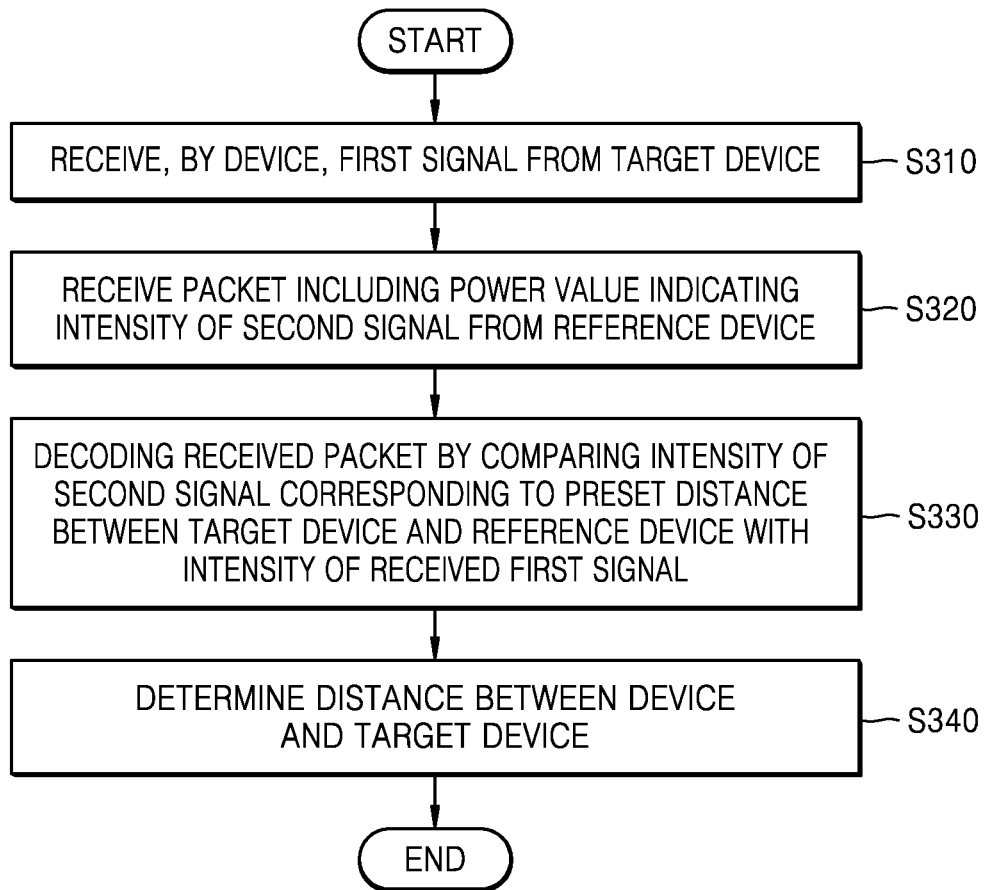 START
RECEIVE, BY DEVICE, FIRST SIGNAL FROM TARGET DEVICE
S310
RECEIVE PACKET INCLUDING POWER VALUE INDICATING
INTENSITY OF SECOND SIGNAL FROM REFERENCE DEVICE
S320
DECODING RECEIVED PACKET BY COMPARING INTENSITY OF
SECOND SIGNAL CORRESPONDING TO PRESET DISTANCE
BETWEEN TARGET DEVICE AND REFERENCE DEVICE WITH
INTENSITY OF RECEIVED FIRST SIGNAL
S330
DETERMINE DISTANCE BETWEEN DEVICE
AND TARGET DEVICE
S340
END